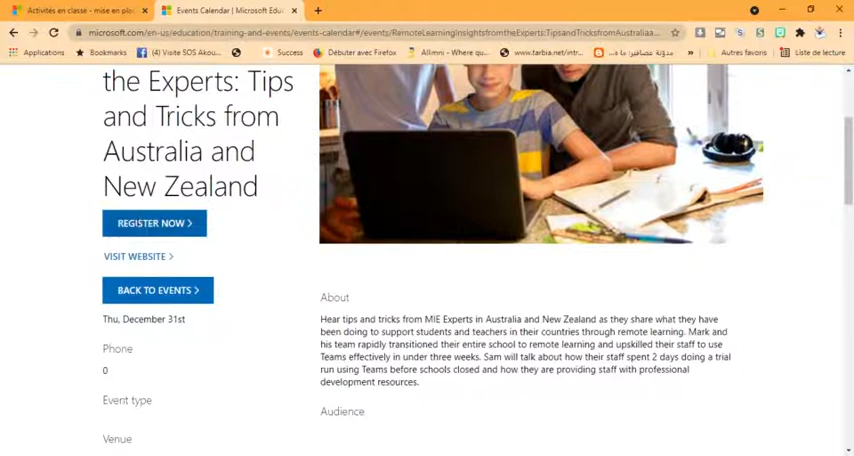 Activités en classe - mise en pla
Events Calendar | Microsoft Edu
microsoft.com/en-us/education/training-and-events/events-calendar#/events/RemoteLearningInsightsfromtheExperts:TipsandTricksfromAustraliaa...
Applications
Bookmarks
(4) Visite SOS Akou...
Success
Débuter avec Firefox
Allimni - Where qu...
www.tarbia.net/intr...
مدوّنة عصافير: ماه ...
»
Autres favoris
Liste de lecture
the Experts: Tips
and Tricks from
Australia and
New Zealand
REGISTER NOW >
VISIT WEBSITE >
BACK TO EVENTS >
Thu, December 31st
Phone
0
Event type
Venue
About
Hear tips and tricks from MIE Experts in Australia and New Zealand as they share what they have
been doing to support students and teachers in their countries through remote learning. Mark and
his team rapidly transitioned their entire school to remote learning and upskilled their staff to use
Teams effectively in under three weeks. Sam will talk about how their staff spent 2 days doing a trial
run using Teams before schools closed and how they are providing staff with professional
development resources.
Audience